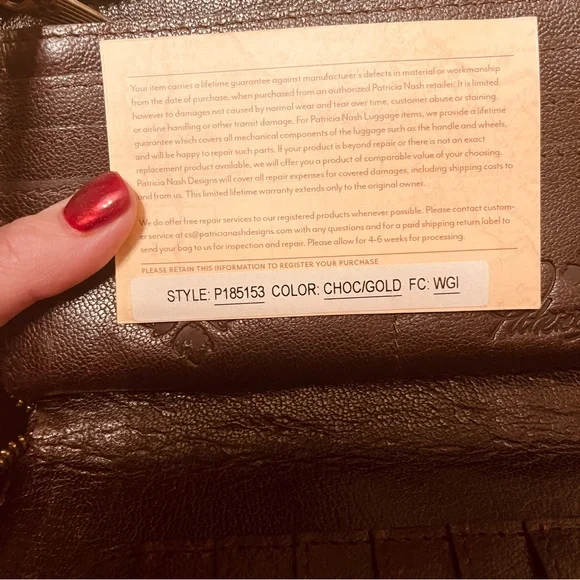 Your item carries a lifetime guarantee against manufacturer's defects in material or workmanship
from the date of purchase, when purchased from an authorized Patricia Nash retailer. It is limited
however to damages not caused by normal wear and tear over time, customer abuse or staining,
or airline handling or other transit damage. For Patricia Nash Luggage items, we provide a lifetime
guarantee which covers all mechanical components of the luggage such as the handle and wheels,
and will be happy to repair such parts. If your product is beyond repair or there is not an exact
replacement product available, we will offer you a product of comparable value of your choosing.
Patricia Nash Designs will cover all repair expenses for covered damages, including shipping costs to
and from us. This limited lifetime warranty extends only to the original owner.
We do offer free repair services to our registered products whenever possible. Please contact custom-
er service at cs@patricianashdesigns.com with any questions and for a paid shipping return label to
send your bag to us for inspection and repair. Please allow for 4-6 weeks for processing.
PLEASE RETAIN THIS INFORMATION TO REGISTER YOUR PURCHASE
STYLE: P185153 COLOR: CHOC/GOLD FC: WGI